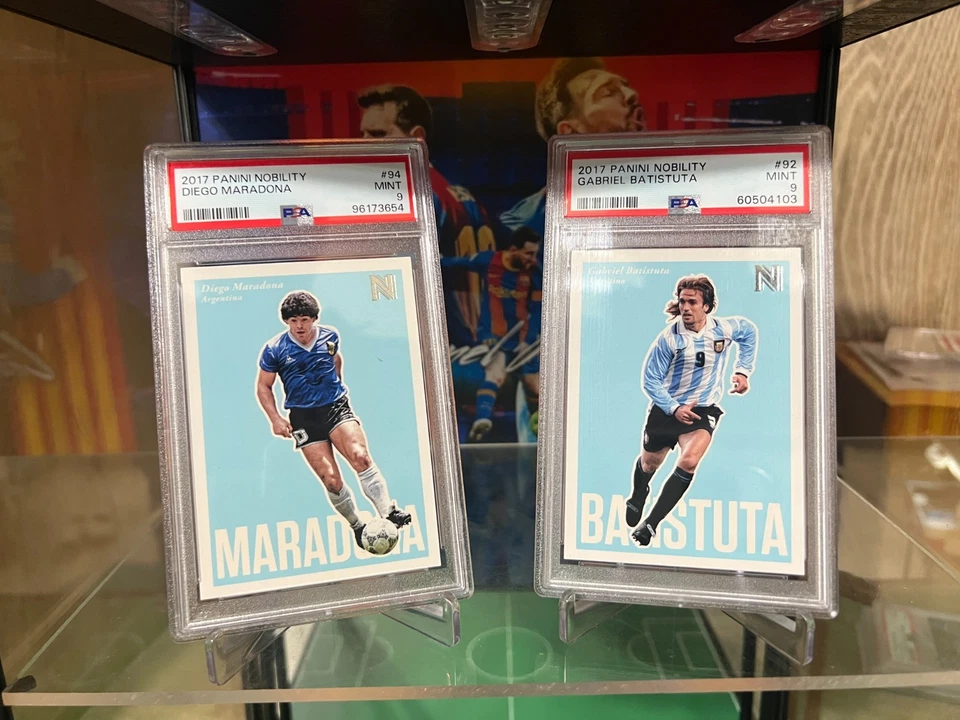 2017 PANINI NOBILITY #94
DIEGO MARADONA MINT
9
PSA 96173654
Diego Maradona
Argentina
N
MARADONA
2017 PANINI NOBILITY #92
GABRIEL BATISTUTA MINT
9
PSA 60504103
Gabriel Batistuta
N
9
BATISTUTA